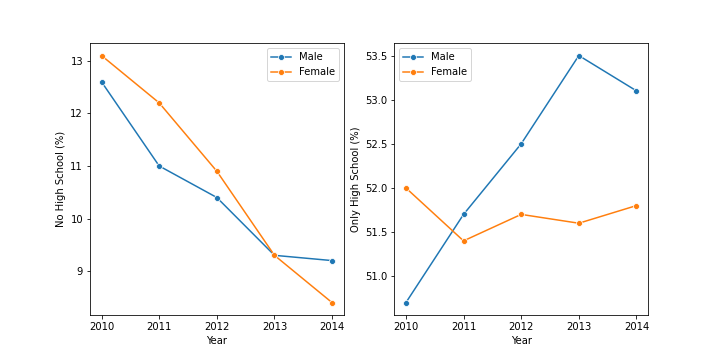 No High School (%)
13
12
11
10
9
Male
Female
2010
2011
2012
2013
2014
Year
Only High School (%)
53.5
53.0
52.5
52.0
51.5
51.0
Male
Female
2010
2011
2012
2013
2014
Year